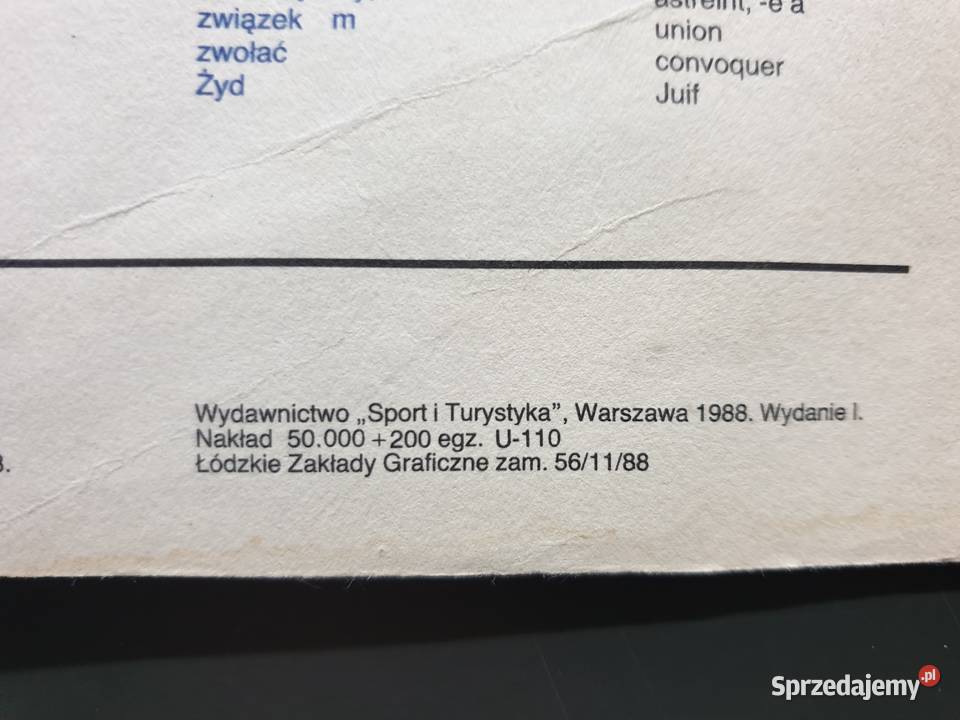 związek m
zwołać
Żyd
astreint, -e à
union
convoquer
Juif
Wydawnictwo „Sport i Turystyka”, Warszawa 1988. Wydanie I.
Nakład 50.000 + 200 egz. U-110
Łódzkie Zakłady Graficzne zam. 56/11/88
Sprzedajemy.pl